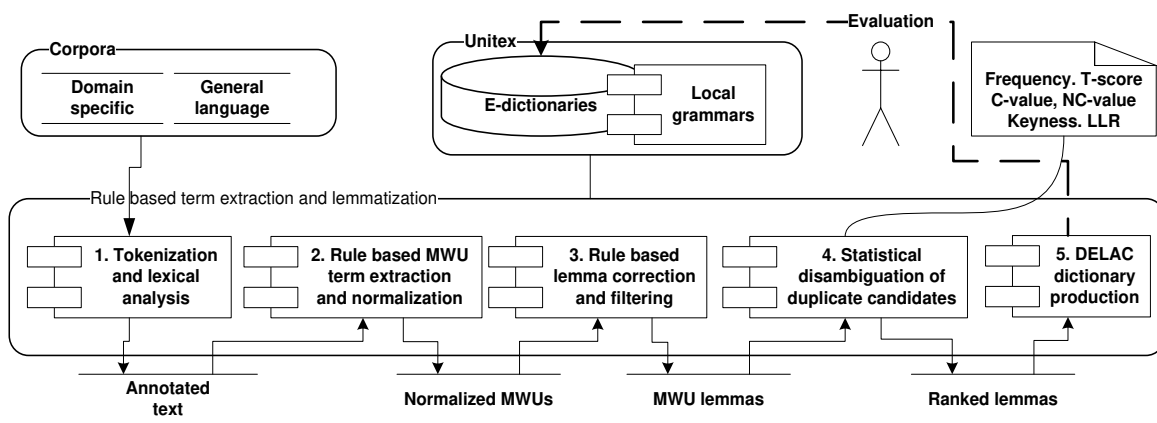 Corpora
Domain
specific
General
language
Unitex
E-dictionaries
Local
grammars
Evaluation
Frequency. T-score
C-value, NC-value
Keyness. LLR
Rule based term extraction and lemmatization
1. Tokenization
and lexical
analysis
2. Rule based MWU
term extraction
and normalization
3. Rule based
lemma correction
and filtering
4. Statistical
disambiguation of
duplicate candidates
5. DELAC
dictionary
production
Annotated
text
Normalized MWUs
MWU lemmas
Ranked lemmas